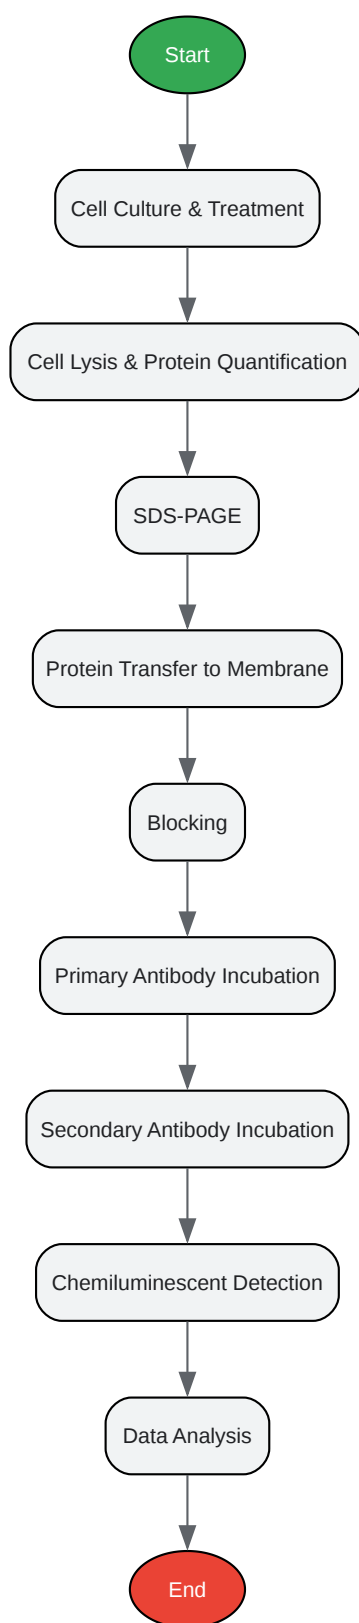 Start
Cell Culture & Treatment
Cell Lysis & Protein Quantification
SDS-PAGE
Protein Transfer to Membrane
Blocking
Primary Antibody Incubation
Secondary Antibody Incubation
Chemiluminescent Detection
Data Analysis
End